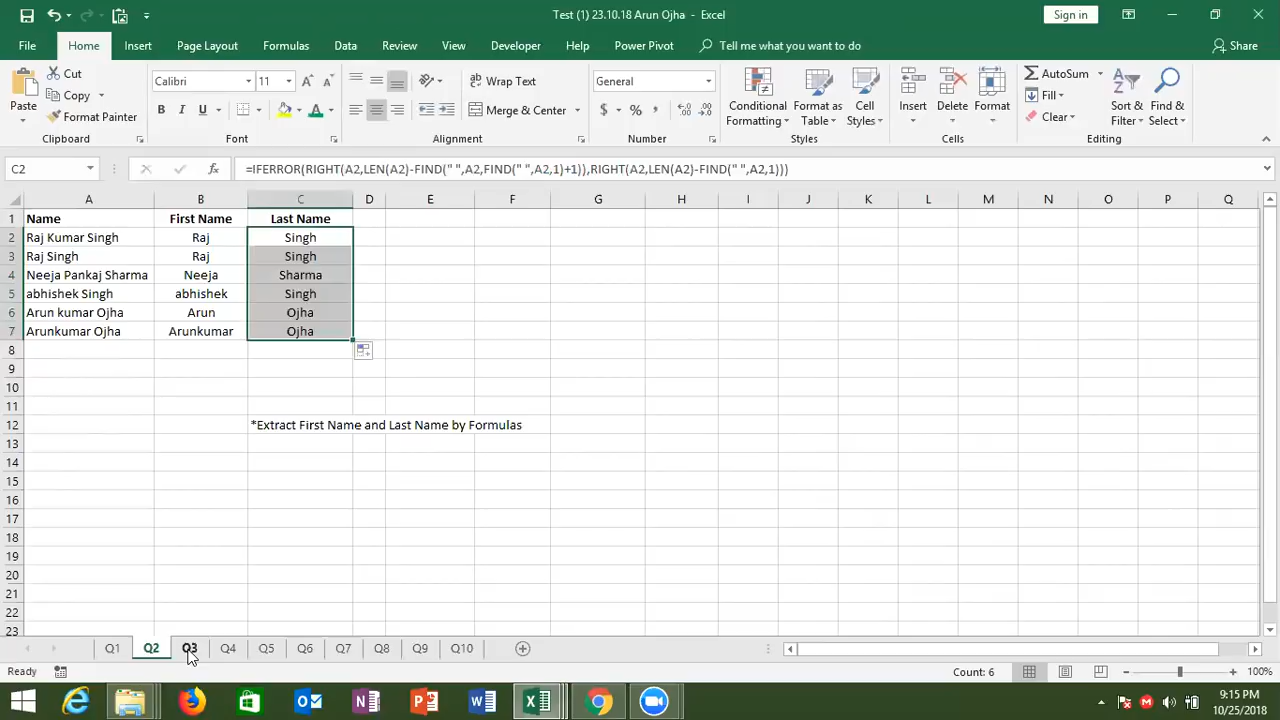 Test (1) 23.10.18 Arun Ojha - Excel
Sign in
File Home Insert Page Layout Formulas Data Review View Developer Help Power Pivot Tell me what you want to do Share
Paste Cut Copy Format Painter Clipboard
Calibri 11 B I U Font
Wrap Text Merge & Center Alignment
General $ % Number
Conditional Formatting Format as Table Cell Styles Styles
Insert Delete Format Cells
AutoSum Fill Clear Sort & Filter Find & Select Editing
C2 fx =IFERROR(RIGHT(A2,LEN(A2)-FIND(" ",A2,FIND(" ",A2,1)+1)),RIGHT(A2,LEN(A2)-FIND(" ",A2,1)))
A B C D E F G H I J K L M N O P Q
1 Name First Name Last Name
2 Raj Kumar Singh Raj Singh
3 Raj Singh Raj Singh
4 Neeja Pankaj Sharma Neeja Sharma
5 abhishek Singh abhishek Singh
6 Arun kumar Ojha Arun Ojha
7 Arunkumar Ojha Arunkumar Ojha
8
9
10
11
12 *Extract First Name and Last Name by Formulas
13
14
15
16
17
18
19
20
21
22
23
Q1 Q2 Q3 Q4 Q5 Q6 Q7 Q8 Q9 Q10
Ready Count: 6 100%
9:15 PM
10/25/2018